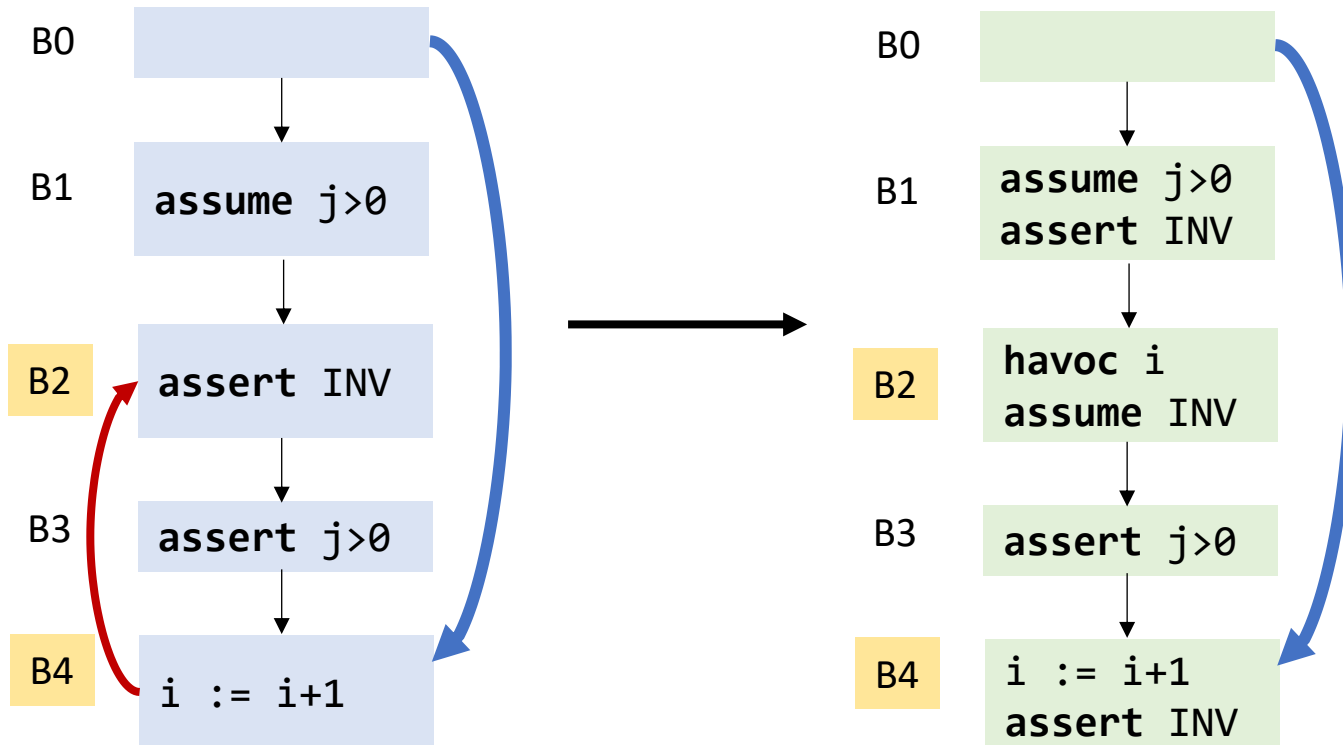 B0
B1
assume j>0
B2
assert INV
B3
assert j>0
B4
i := i+1
B0
B1
assume j>0
assert INV
B2
havoc i
assume INV
B3
assert j>0
B4
i := i+1
assert INV